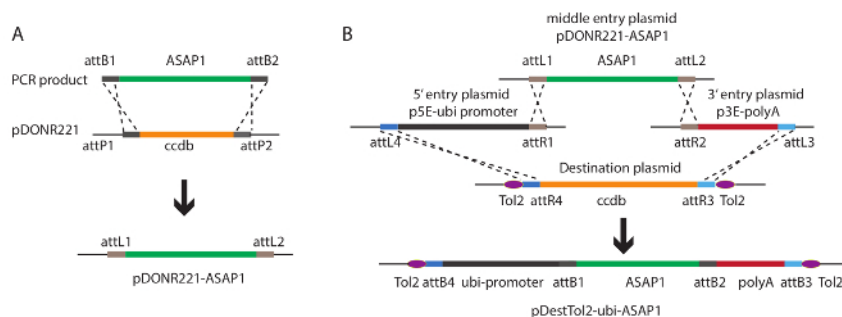 A
attB1 ASAP1 attB2
PCR product
pDONR221
attP1 ccdb attP2
attL1 attL2
pDONR221-ASAP1
B
middle entry plasmid
pDONR221-ASAP1
attL1 ASAP1 attL2
5' entry plasmid
p5E-ubi promoter
3' entry plasmid
p3E-polyA
attL4 attR1 attR2 attL3
Destination plasmid
Tol2 attR4 ccdb attR3 Tol2
Tol2 attB4 ubi-promoter attB1 ASAP1 attB2 polyA attB3 Tol2
pDestTol2-ubi-ASAP1